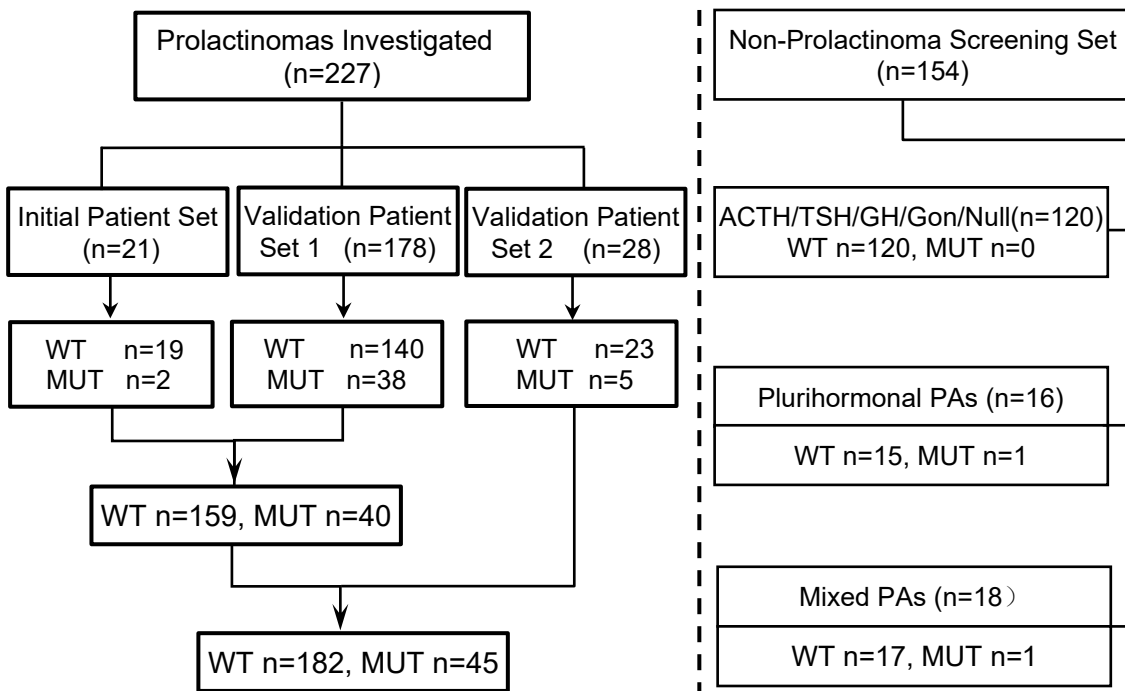 Prolactinomas Investigated
(n=227)
Initial Patient Set
(n=21)
Validation Patient
Set 1 (n=178)
Validation Patient
Set 2 (n=28)
WT n=19
MUT n=2
WT n=140
MUT n=38
WT n=23
MUT n=5
WT n=159, MUT n=40
WT n=182, MUT n=45
Non-Prolactinoma Screening Set
(n=154)
ACTH/TSH/GH/Gon/Null(n=120)
WT n=120, MUT n=0
Plurihormonal PAs (n=16)
WT n=15, MUT n=1
Mixed PAs (n=18）
WT n=17, MUT n=1